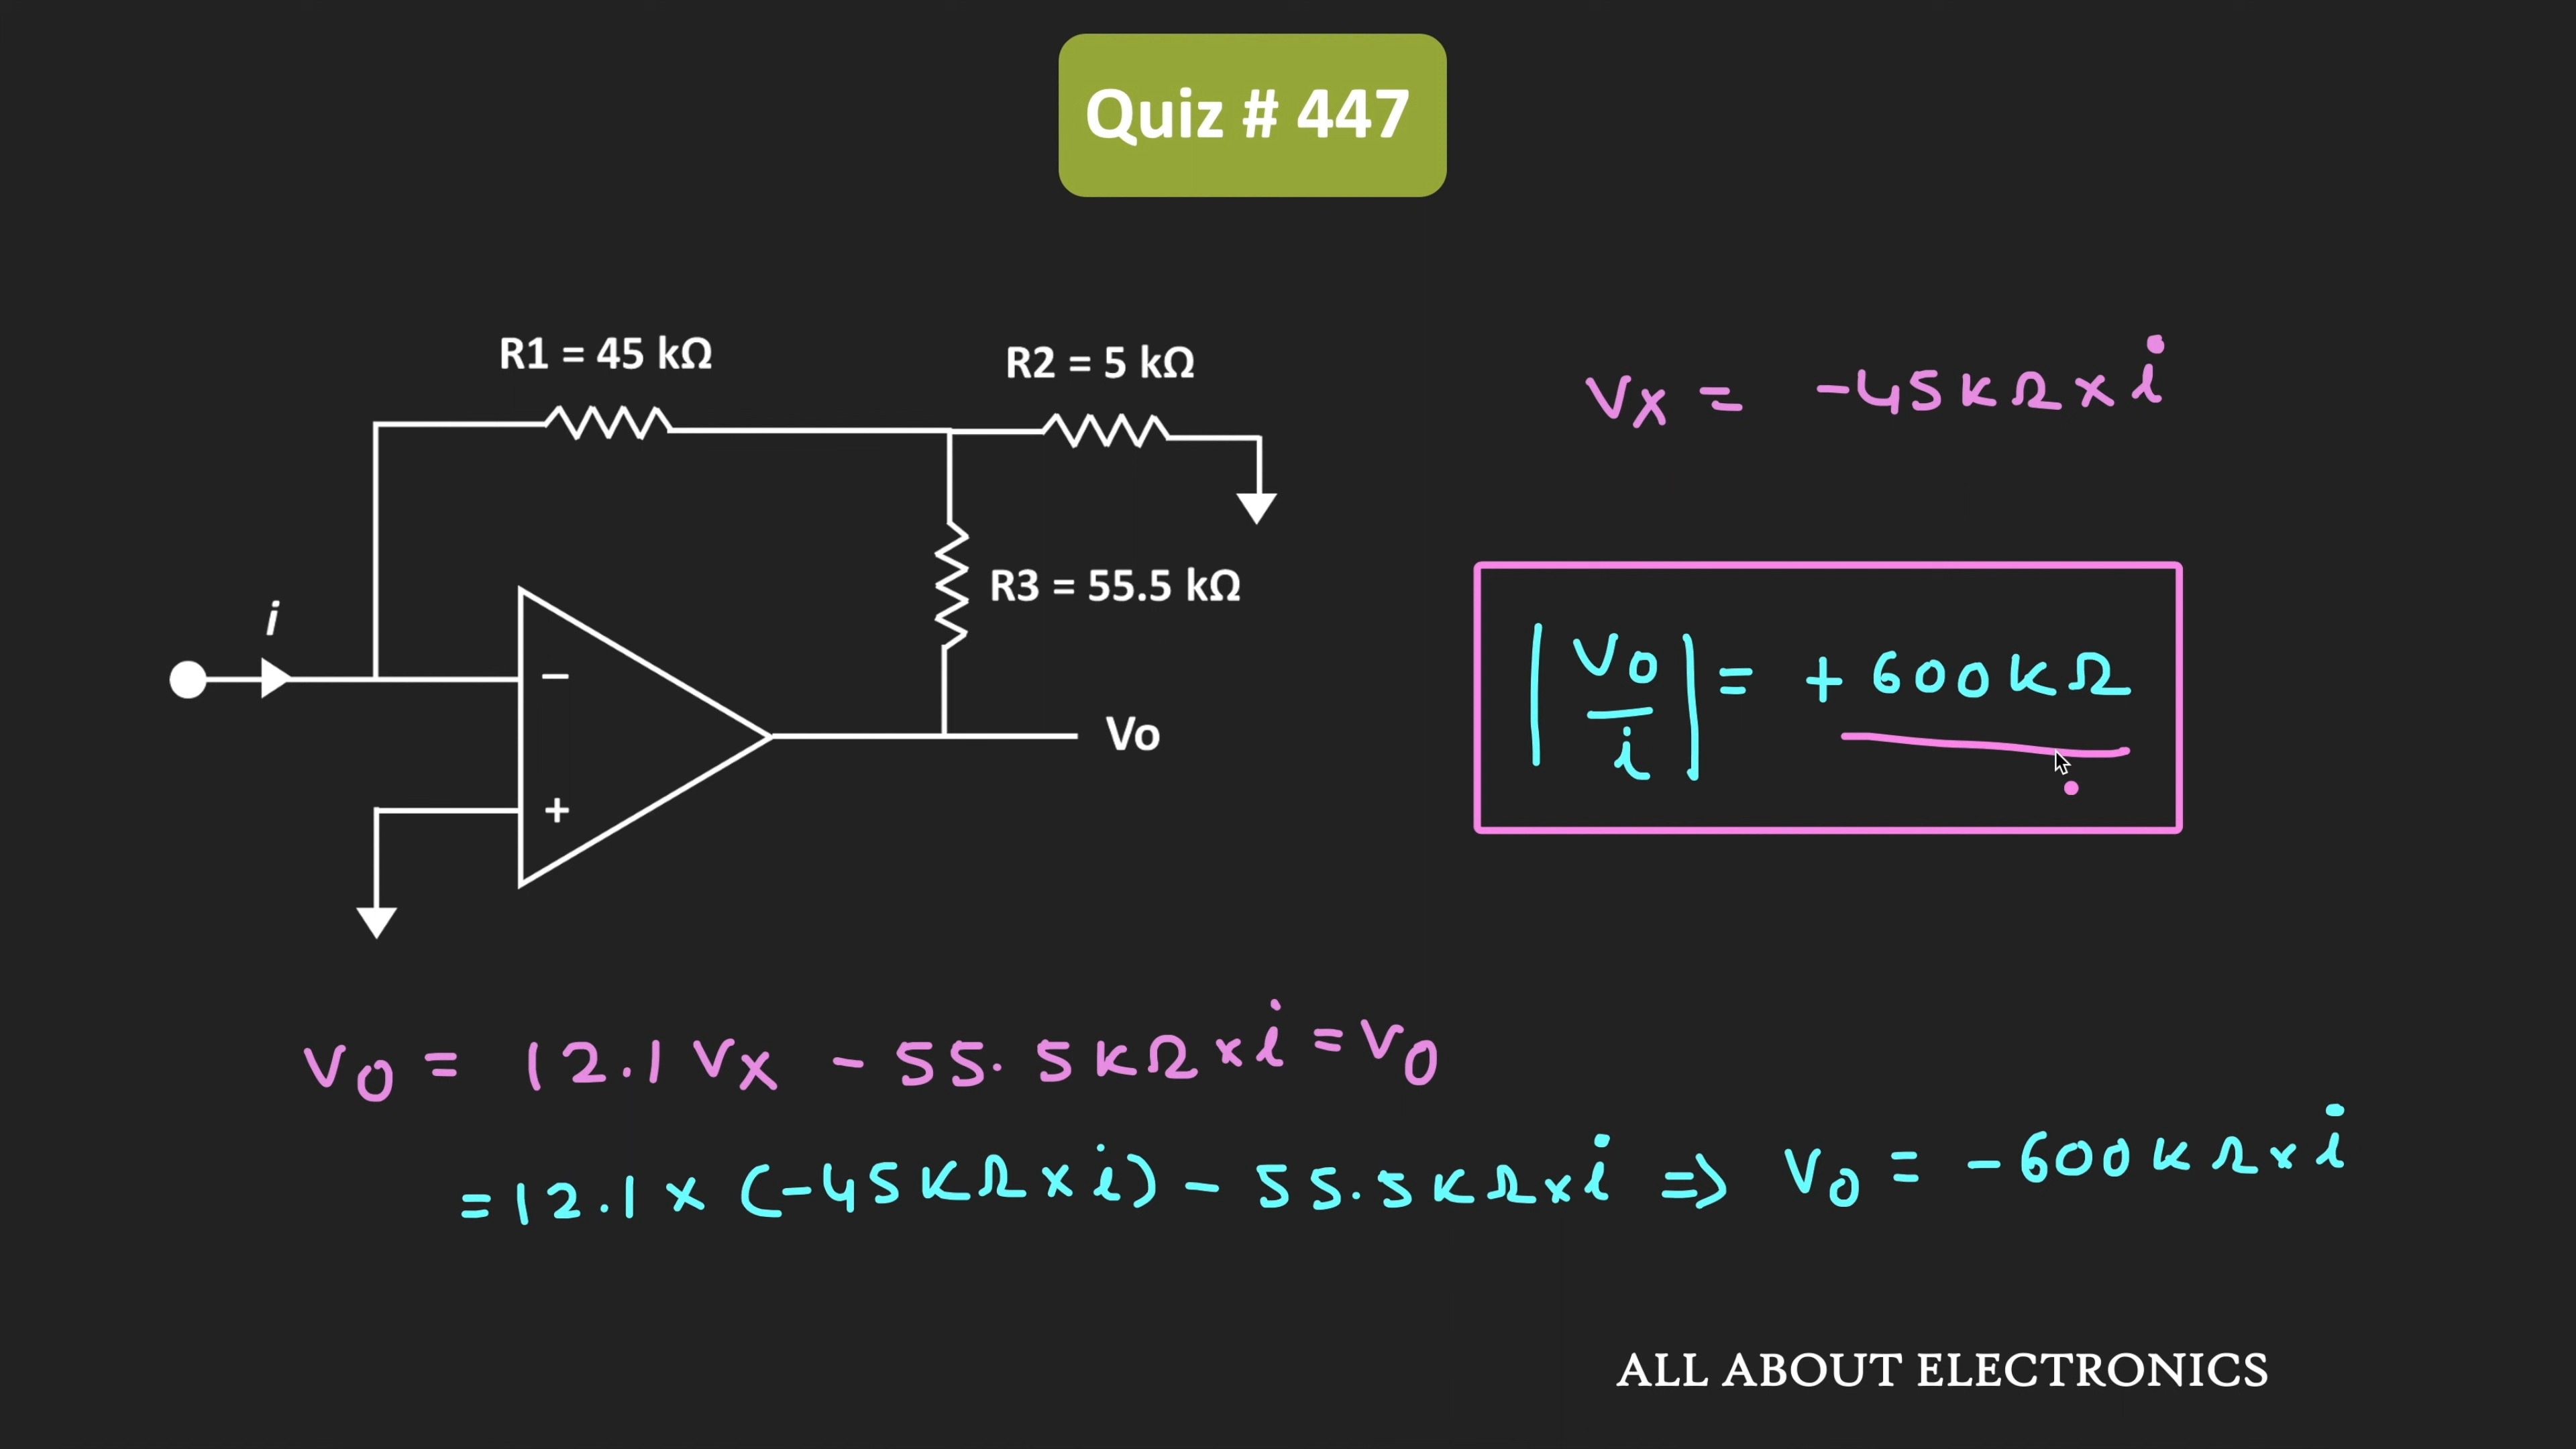 Quiz # 447
R1 = 45 kΩ
R2 = 5 kΩ
Vx = -45kΩ×i
R3 = 55.5 kΩ
i
|Vo/i| = +600kΩ
−
Vo
+
Vo = 12.1 Vx - 55.5kΩ×i = Vo
= 12.1 × (-45kΩ×i) - 55.5kΩ×i ⇒ Vo = -600kΩ×i
ALL ABOUT ELECTRONICS